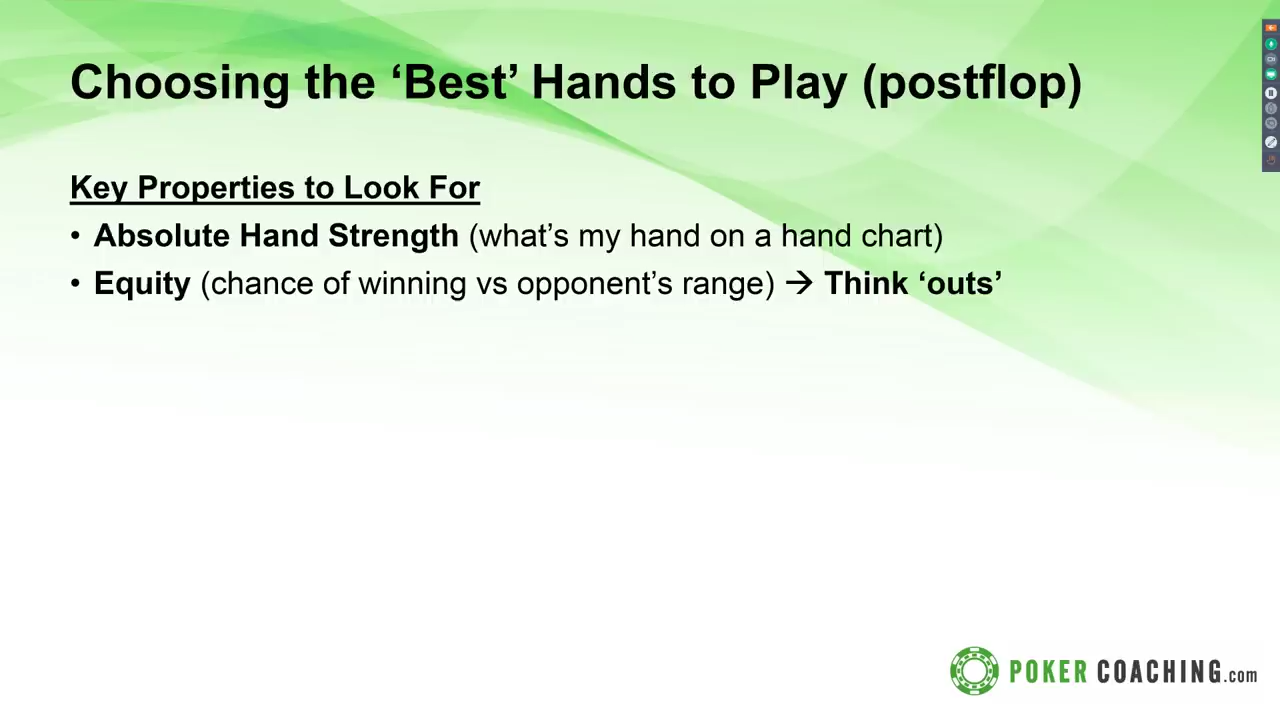 Choosing the ‘Best’ Hands to Play (postflop)
Key Properties to Look For
• Absolute Hand Strength (what’s my hand on a hand chart)
• Equity (chance of winning vs opponent’s range) → Think ‘outs’
POKER COACHING.com